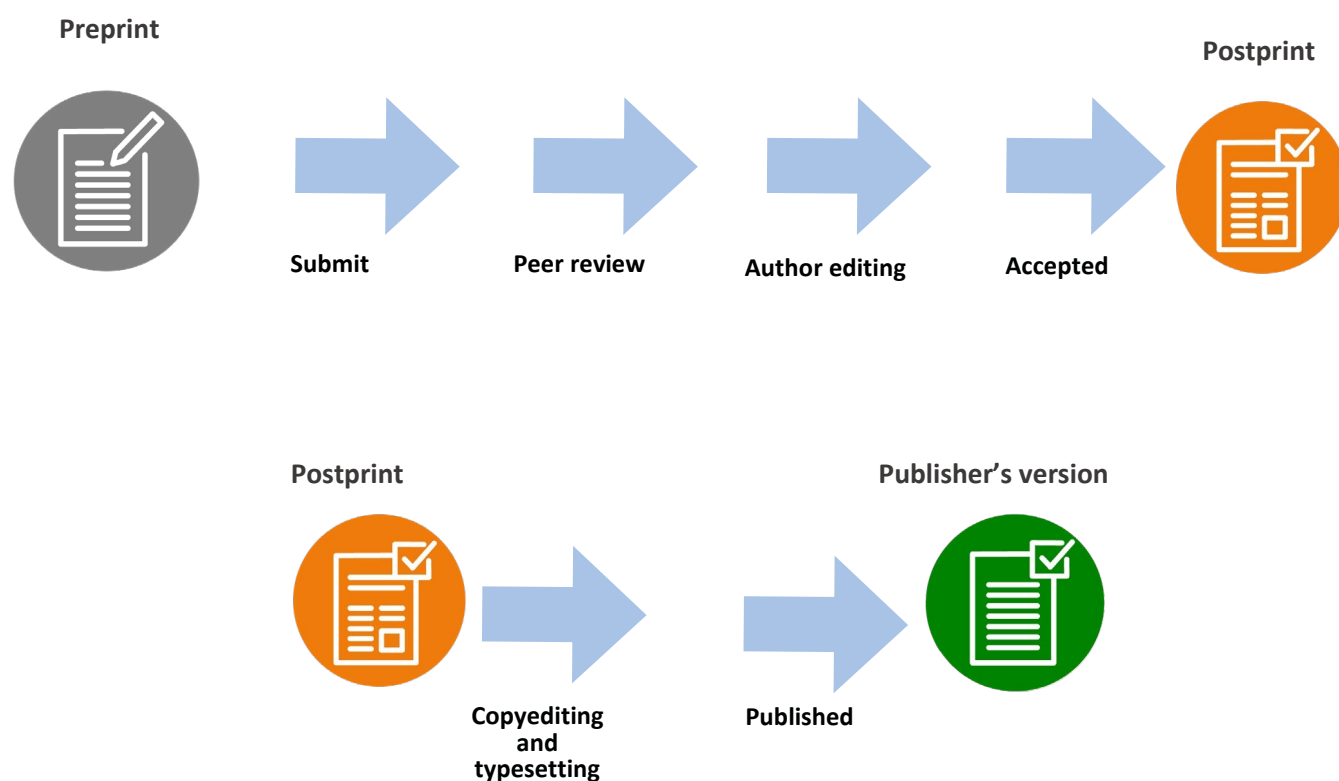 Preprint
Postprint
Submit
Peer review
Author editing
Accepted
Postprint
Publisher’s version
Copyediting
and
typesetting
Published